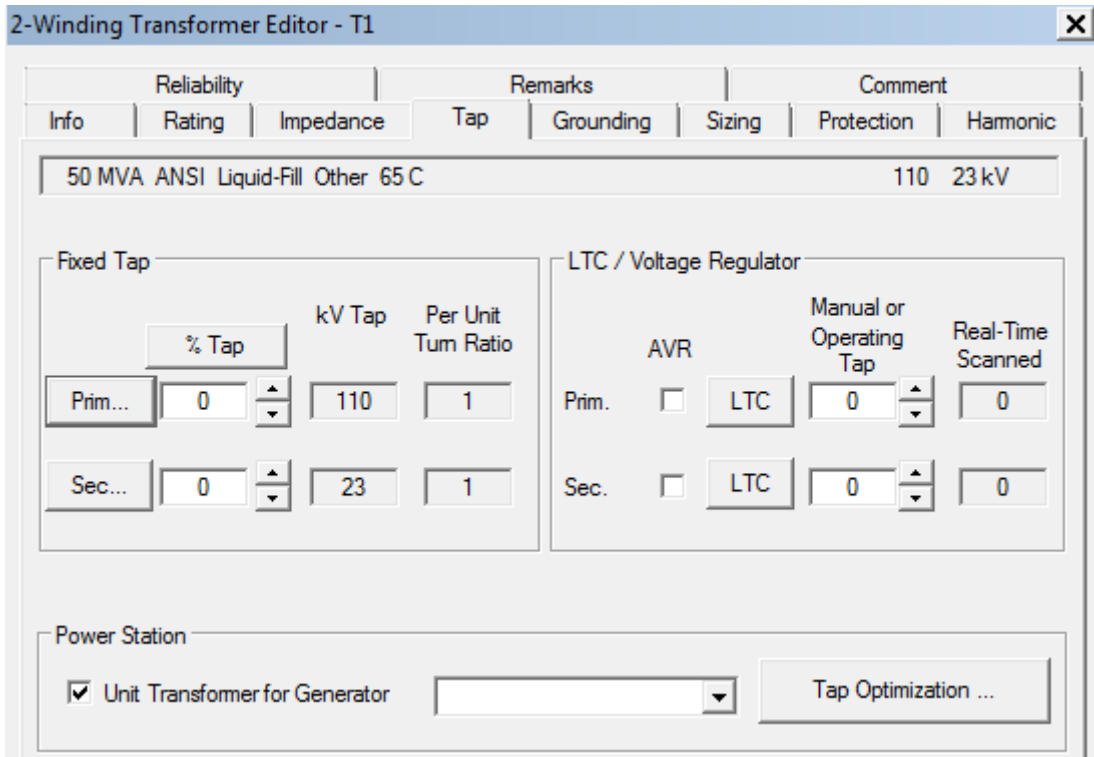 2-Winding Transformer Editor - T1
Reliability Remarks Comment
Info Rating Impedance Tap Grounding Sizing Protection Harmonic
50 MVA ANSI Liquid-Fill Other 65 C 110 23 kV
Fixed Tap
% Tap
kV Tap
Per Unit
Turn Ratio
Prim... 0 110 1
Sec... 0 23 1
LTC / Voltage Regulator
AVR
Manual or
Operating
Tap
Real-Time
Scanned
Prim. LTC 0 0
Sec. LTC 0 0
Power Station
Unit Transformer for Generator
Tap Optimization ...